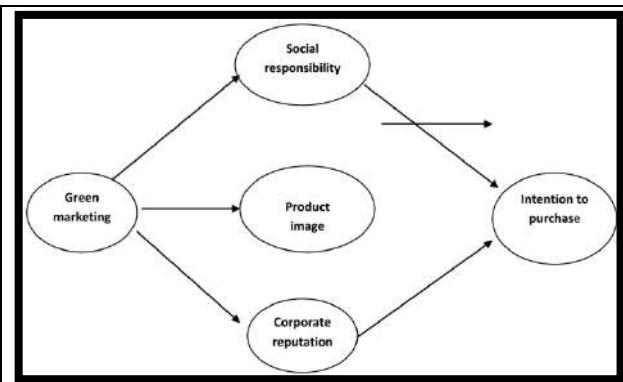 Social
responsibility
Green
marketing
Product
image
Intention to
purchase
Corporate
reputation